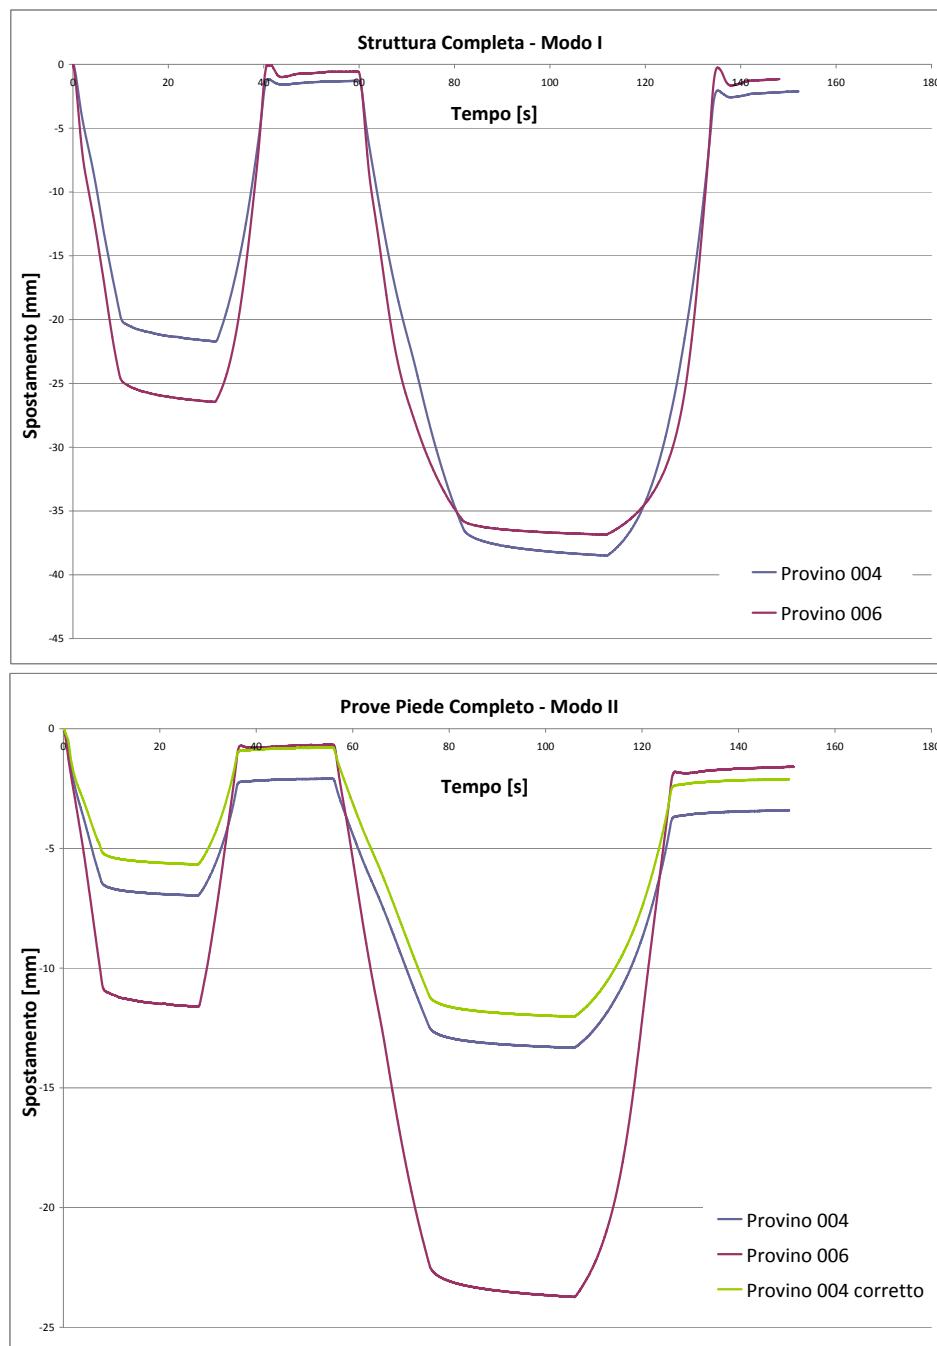 Struttura Completa - Modo I
0
0 20 40 60 80 100 120 140 160 180
Tempo [s]
-5
-10
-15
-20
-25
-30
-35
-40
-45
Spostamento [mm]
Provino 004
Provino 006
Prove Piede Completo - Modo II
0
0 20 40 60 80 100 120 140 160 180
Tempo [s]
-5
-10
-15
-20
-25
Spostamento [mm]
Provino 004
Provino 006
Provino 004 corretto